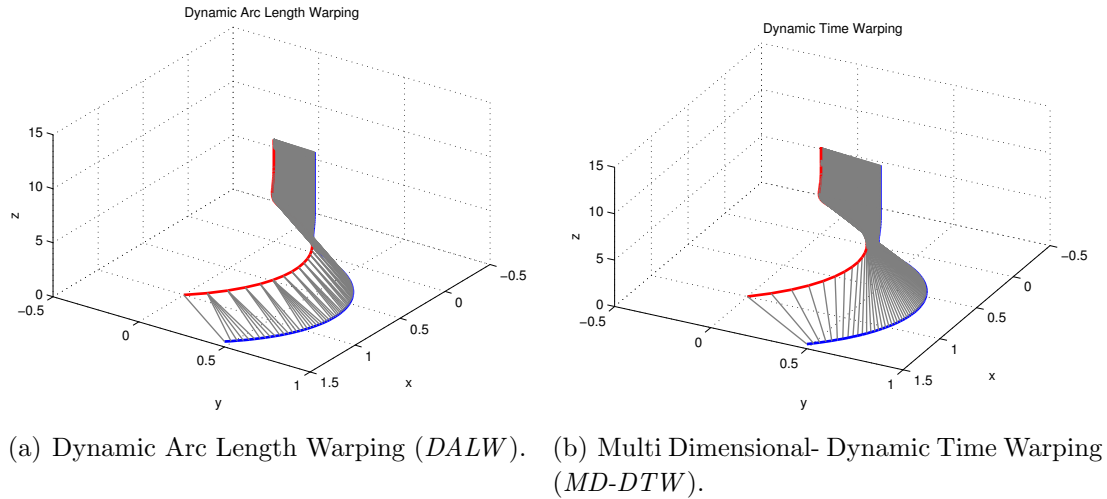 Dynamic Arc Length Warping
15
10
5
0
z
−0.5
0
0.5
1
y
1.5
1
0.5
0
−0.5
x
Dynamic Time Warping
15
10
5
0
z
−0.5
0
0.5
1
y
1.5
1
0.5
0
−0.5
x
(a) Dynamic Arc Length Warping (DALW).
(b) Multi Dimensional- Dynamic Time Warping
(MD-DTW).